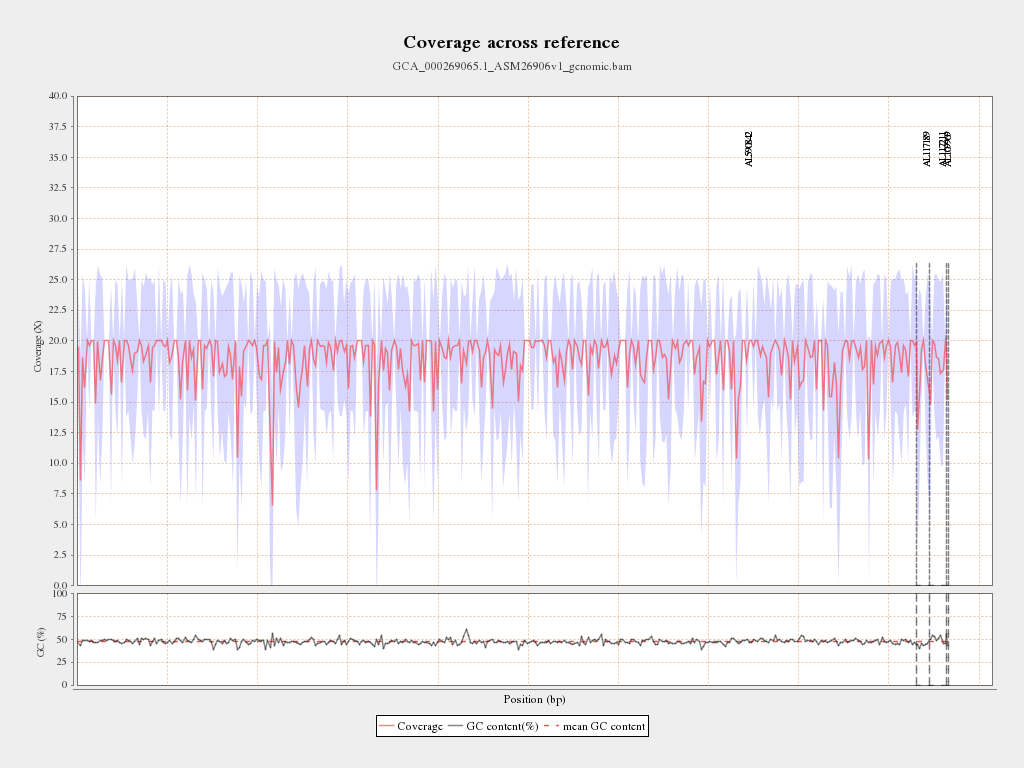 Coverage across reference
GCA_000269065.1_ASM26906v1_genomic.bam
40.0
37.5
35.0
32.5
30.0
27.5
25.0
22.5
20.0
17.5
15.0
12.5
10.0
7.5
5.0
2.5
0.0
Coverage (X)
AL590842
AL117189
AL117211
AL109969
100
75
50
25
0
GC (%)
Position (bp)
Coverage GC content(%) mean GC content